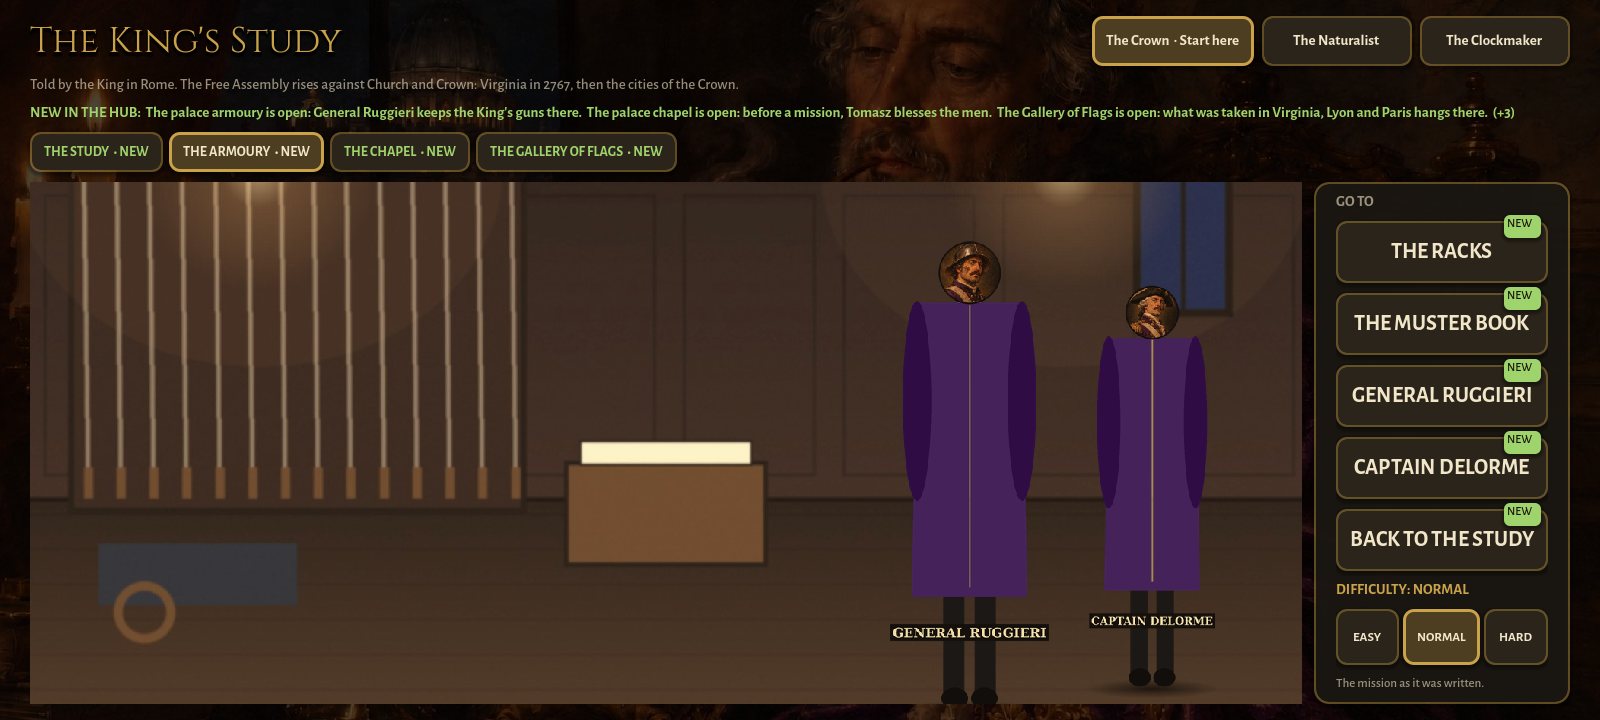 The King's Study
The Crown · Start here
The Naturalist
The Clockmaker
Told by the King in Rome. The Free Assembly rises against Church and Crown: Virginia in 2767, then the cities of the Crown.
NEW IN THE HUB: The palace armoury is open: General Ruggieri keeps the King's guns there. The palace chapel is open: before a mission, Tomasz blesses the men. The Gallery of Flags is open: what was taken in Virginia, Lyon and Paris hangs there. (+3)
THE STUDY · NEW
THE ARMOURY · NEW
THE CHAPEL · NEW
THE GALLERY OF FLAGS · NEW
GO TO
NEW
THE RACKS
NEW
THE MUSTER BOOK
NEW
GENERAL RUGGIERI
NEW
CAPTAIN DELORME
NEW
BACK TO THE STUDY
DIFFICULTY: NORMAL
EASY
NORMAL
HARD
The mission as it was written.
GENERAL RUGGIERI
CAPTAIN DELORME